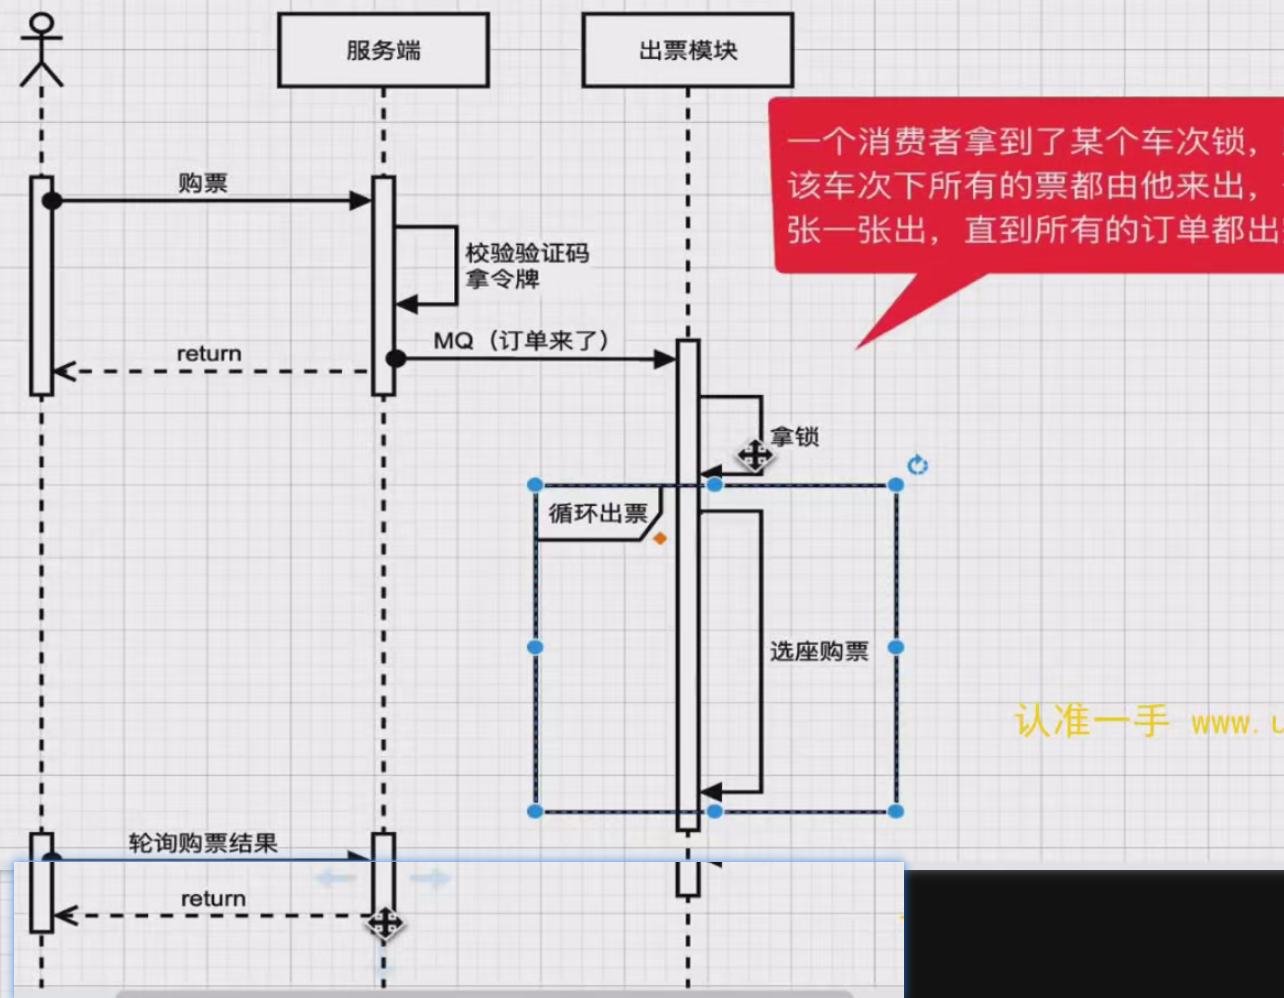 服务端
出票模块
一个消费者拿到了某个车次锁，
该车次下所有的票都由他来出，
张一张出，直到所有的订单都出
购票
校验验证码
拿令牌
MQ（订单来了）
return
拿锁
循环出票
选座购票
认准一手 www.u
轮询购票结果
return